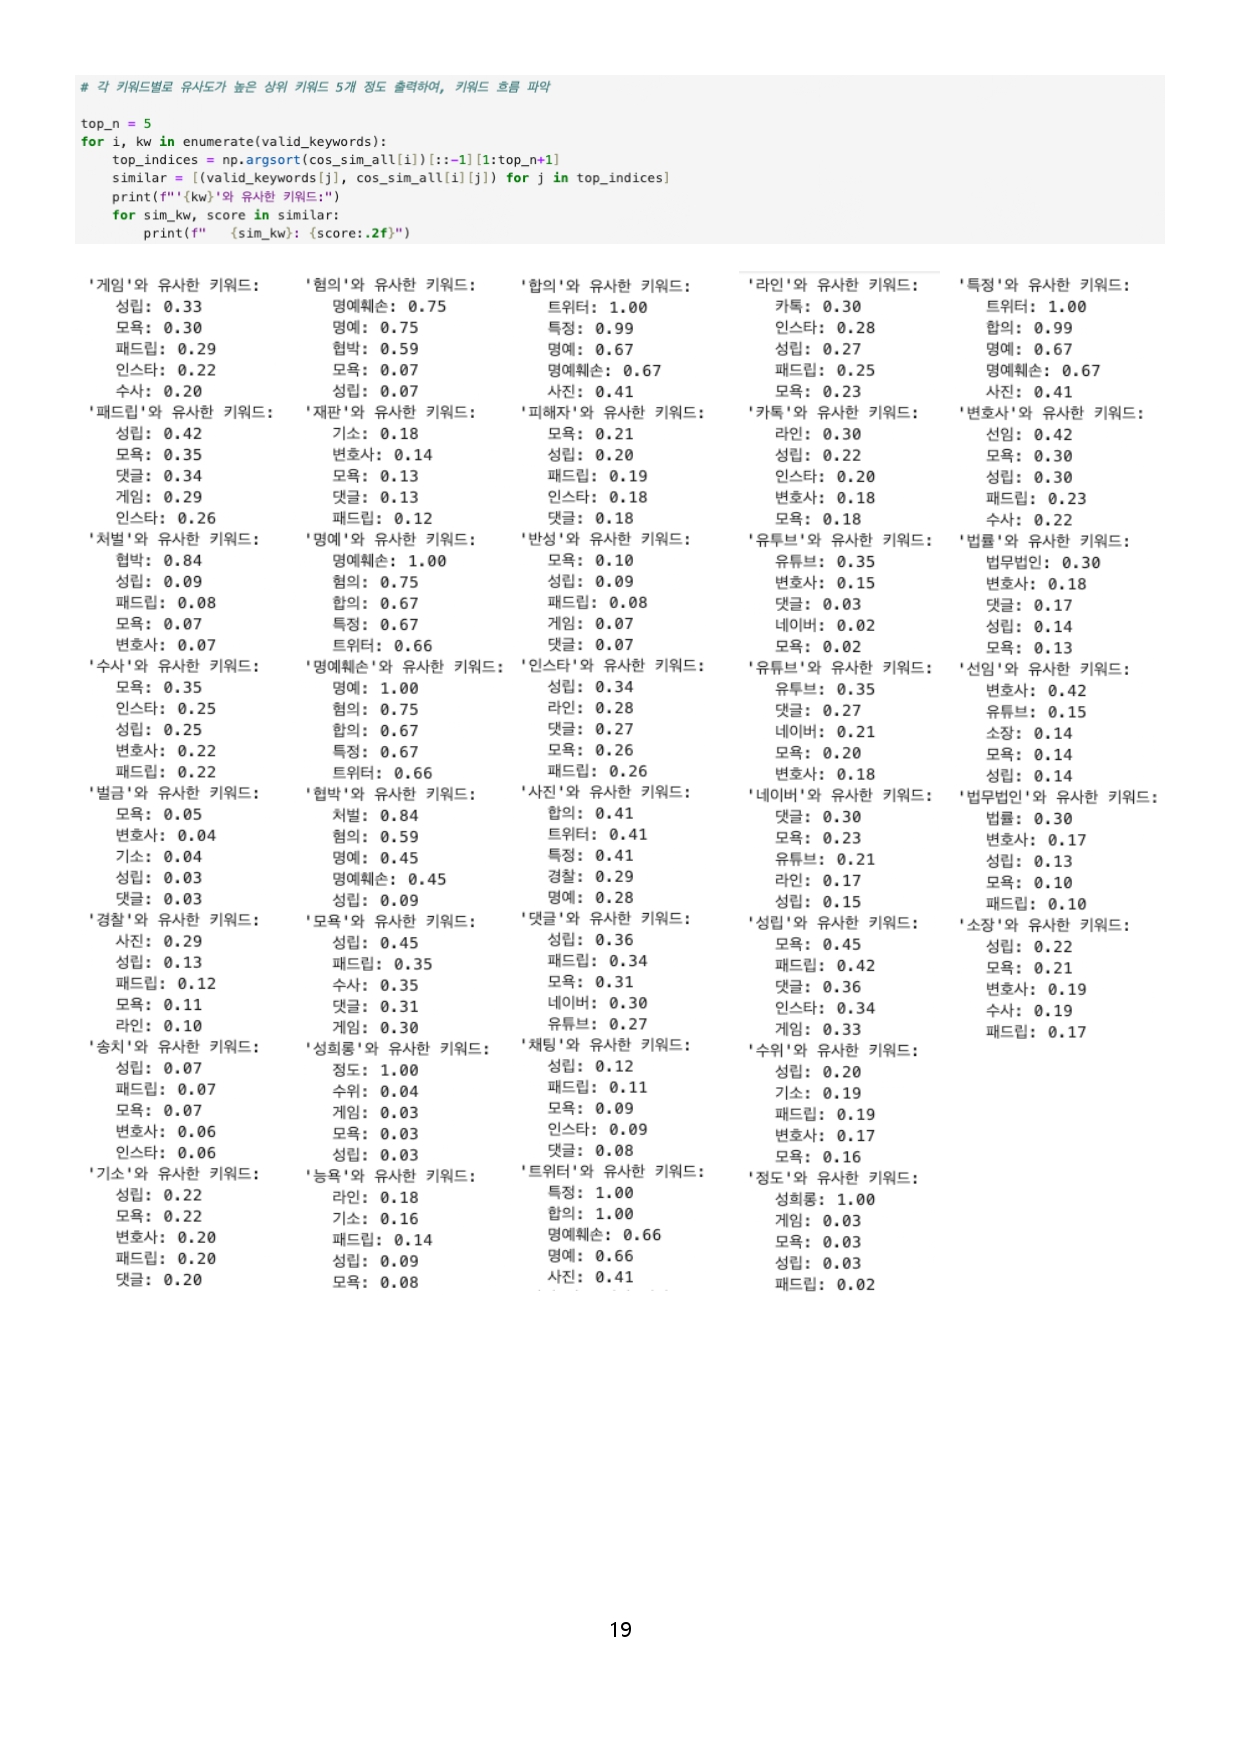 # 각 키워드별로 유사도가 높은 상위 키워드 5개 정도 출력하여, 키워드 흐름 파악
top_n = 5
for i, kw in enumerate(valid_keywords):
    top_indices = np.argsort(cos_sim_all[i])[::-1][1:top_n+1]
    similar = [(valid_keywords[j], cos_sim_all[i][j]) for j in top_indices]
    print(f"'{kw}'와 유사한 키워드:")
    for sim_kw, score in similar:
        print(f"   {sim_kw}: {score:.2f}")
'게임'와 유사한 키워드:
성립: 0.33
모욕: 0.30
패드립: 0.29
인스타: 0.22
수사: 0.20
'패드립'와 유사한 키워드:
성립: 0.42
모욕: 0.35
댓글: 0.34
게임: 0.29
인스타: 0.26
'처벌'와 유사한 키워드:
협박: 0.84
성립: 0.09
패드립: 0.08
모욕: 0.07
변호사: 0.07
'수사'와 유사한 키워드:
모욕: 0.35
인스타: 0.25
성립: 0.25
변호사: 0.22
패드립: 0.22
'벌금'와 유사한 키워드:
모욕: 0.05
변호사: 0.04
기소: 0.04
성립: 0.03
댓글: 0.03
'경찰'와 유사한 키워드:
사진: 0.29
성립: 0.13
패드립: 0.12
모욕: 0.11
라인: 0.10
'송치'와 유사한 키워드:
성립: 0.07
패드립: 0.07
모욕: 0.07
변호사: 0.06
인스타: 0.06
'기소'와 유사한 키워드:
성립: 0.22
모욕: 0.22
변호사: 0.20
패드립: 0.20
댓글: 0.20
'혐의'와 유사한 키워드:
명예훼손: 0.75
명예: 0.75
협박: 0.59
모욕: 0.07
성립: 0.07
'재판'와 유사한 키워드:
기소: 0.18
변호사: 0.14
모욕: 0.13
댓글: 0.13
패드립: 0.12
'명예'와 유사한 키워드:
명예훼손: 1.00
혐의: 0.75
합의: 0.67
특정: 0.67
트위터: 0.66
'명예훼손'와 유사한 키워드:
명예: 1.00
혐의: 0.75
합의: 0.67
특정: 0.67
트위터: 0.66
'협박'와 유사한 키워드:
처벌: 0.84
혐의: 0.59
명예: 0.45
명예훼손: 0.45
성립: 0.09
'모욕'와 유사한 키워드:
성립: 0.45
패드립: 0.35
수사: 0.35
댓글: 0.31
게임: 0.30
'성희롱'와 유사한 키워드:
정도: 1.00
수위: 0.04
게임: 0.03
모욕: 0.03
성립: 0.03
'능욕'와 유사한 키워드:
라인: 0.18
기소: 0.16
패드립: 0.14
성립: 0.09
모욕: 0.08
'합의'와 유사한 키워드:
트위터: 1.00
특정: 0.99
명예: 0.67
명예훼손: 0.67
사진: 0.41
'피해자'와 유사한 키워드:
모욕: 0.21
성립: 0.20
패드립: 0.19
인스타: 0.18
댓글: 0.18
'반성'와 유사한 키워드:
모욕: 0.10
성립: 0.09
패드립: 0.08
게임: 0.07
댓글: 0.07
'인스타'와 유사한 키워드:
성립: 0.34
라인: 0.28
댓글: 0.27
모욕: 0.26
패드립: 0.26
'사진'와 유사한 키워드:
합의: 0.41
트위터: 0.41
특정: 0.41
경찰: 0.29
명예: 0.28
'댓글'와 유사한 키워드:
성립: 0.36
패드립: 0.34
모욕: 0.31
네이버: 0.30
유튜브: 0.27
'채팅'와 유사한 키워드:
성립: 0.12
패드립: 0.11
모욕: 0.09
인스타: 0.09
댓글: 0.08
'트위터'와 유사한 키워드:
특정: 1.00
합의: 1.00
명예훼손: 0.66
명예: 0.66
사진: 0.41
'라인'와 유사한 키워드:
카톡: 0.30
인스타: 0.28
성립: 0.27
패드립: 0.25
모욕: 0.23
'카톡'와 유사한 키워드:
라인: 0.30
성립: 0.22
인스타: 0.20
변호사: 0.18
모욕: 0.18
'유투브'와 유사한 키워드:
유튜브: 0.35
변호사: 0.15
댓글: 0.03
네이버: 0.02
모욕: 0.02
'유튜브'와 유사한 키워드:
유투브: 0.35
댓글: 0.27
네이버: 0.21
모욕: 0.20
변호사: 0.18
'네이버'와 유사한 키워드:
댓글: 0.30
모욕: 0.23
유튜브: 0.21
라인: 0.17
성립: 0.15
'성립'와 유사한 키워드:
모욕: 0.45
패드립: 0.42
댓글: 0.36
인스타: 0.34
게임: 0.33
'수위'와 유사한 키워드:
성립: 0.20
기소: 0.19
패드립: 0.19
변호사: 0.17
모욕: 0.16
'정도'와 유사한 키워드:
성희롱: 1.00
게임: 0.03
모욕: 0.03
성립: 0.03
패드립: 0.02
'특정'와 유사한 키워드:
트위터: 1.00
합의: 0.99
명예: 0.67
명예훼손: 0.67
사진: 0.41
'변호사'와 유사한 키워드:
선임: 0.42
모욕: 0.30
성립: 0.30
패드립: 0.23
수사: 0.22
'법률'와 유사한 키워드:
법무법인: 0.30
변호사: 0.18
댓글: 0.17
성립: 0.14
모욕: 0.13
'선임'와 유사한 키워드:
변호사: 0.42
유튜브: 0.15
소장: 0.14
모욕: 0.14
성립: 0.14
'법무법인'와 유사한 키워드:
법률: 0.30
변호사: 0.17
성립: 0.13
모욕: 0.10
패드립: 0.10
'소장'와 유사한 키워드:
성립: 0.22
모욕: 0.21
변호사: 0.19
수사: 0.19
패드립: 0.17
19